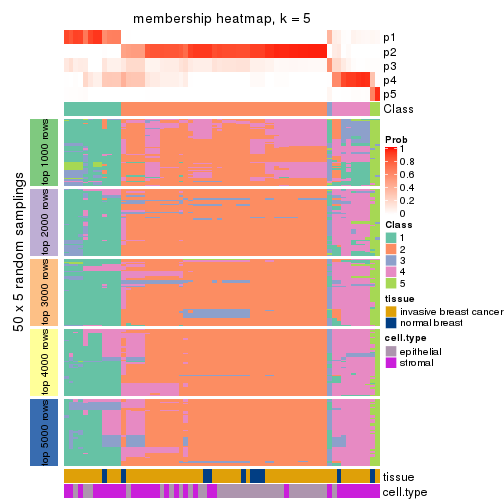 membership heatmap, k = 5
p1
p2
p3
p4
p5
Class
50 x 5 random samplings
top 1000 rows
top 2000 rows
top 3000 rows
top 4000 rows
top 5000 rows
Prob
1
0.8
0.6
0.4
0.2
0
Class
1
2
3
4
5
tissue
invasive breast cancer
normal breast
cell.type
epithelial
stromal
tissue
cell.type